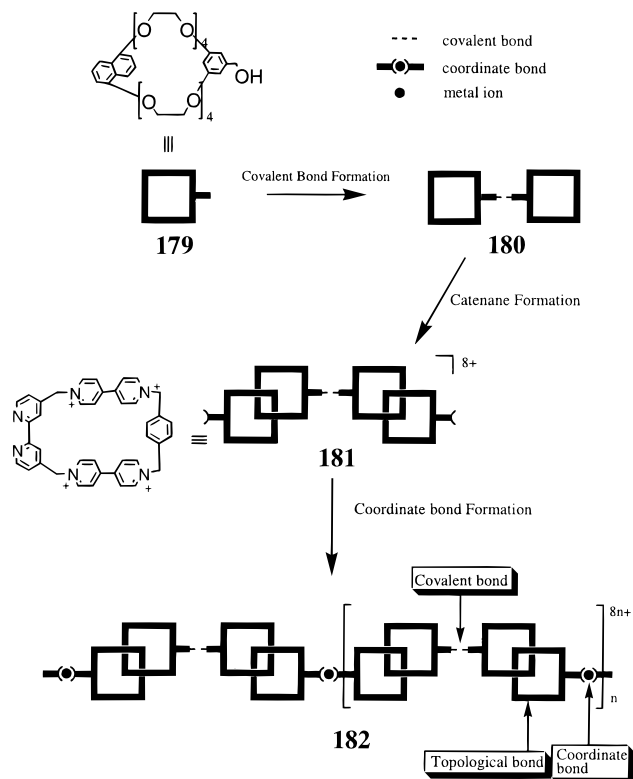 O O 4
OH
O O 4
covalent bond
coordinate bond
metal ion
179
Covalent Bond Formation
180
Catenane Formation
8+
N + N +
N
N
N + N +
181
Coordinate bond Formation
Covalent bond
8n+
n
182
Topological bond
Coordinate
bond